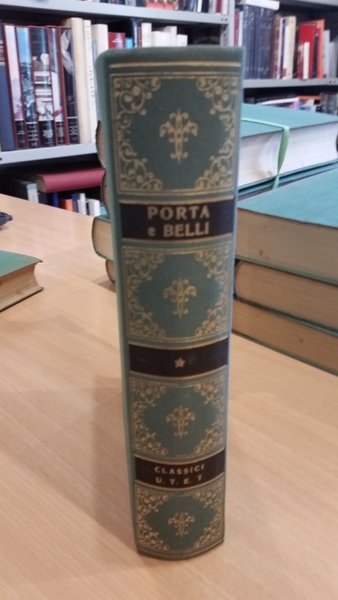 PORTA
e BELLI
CLASSICI
U. T. E. T